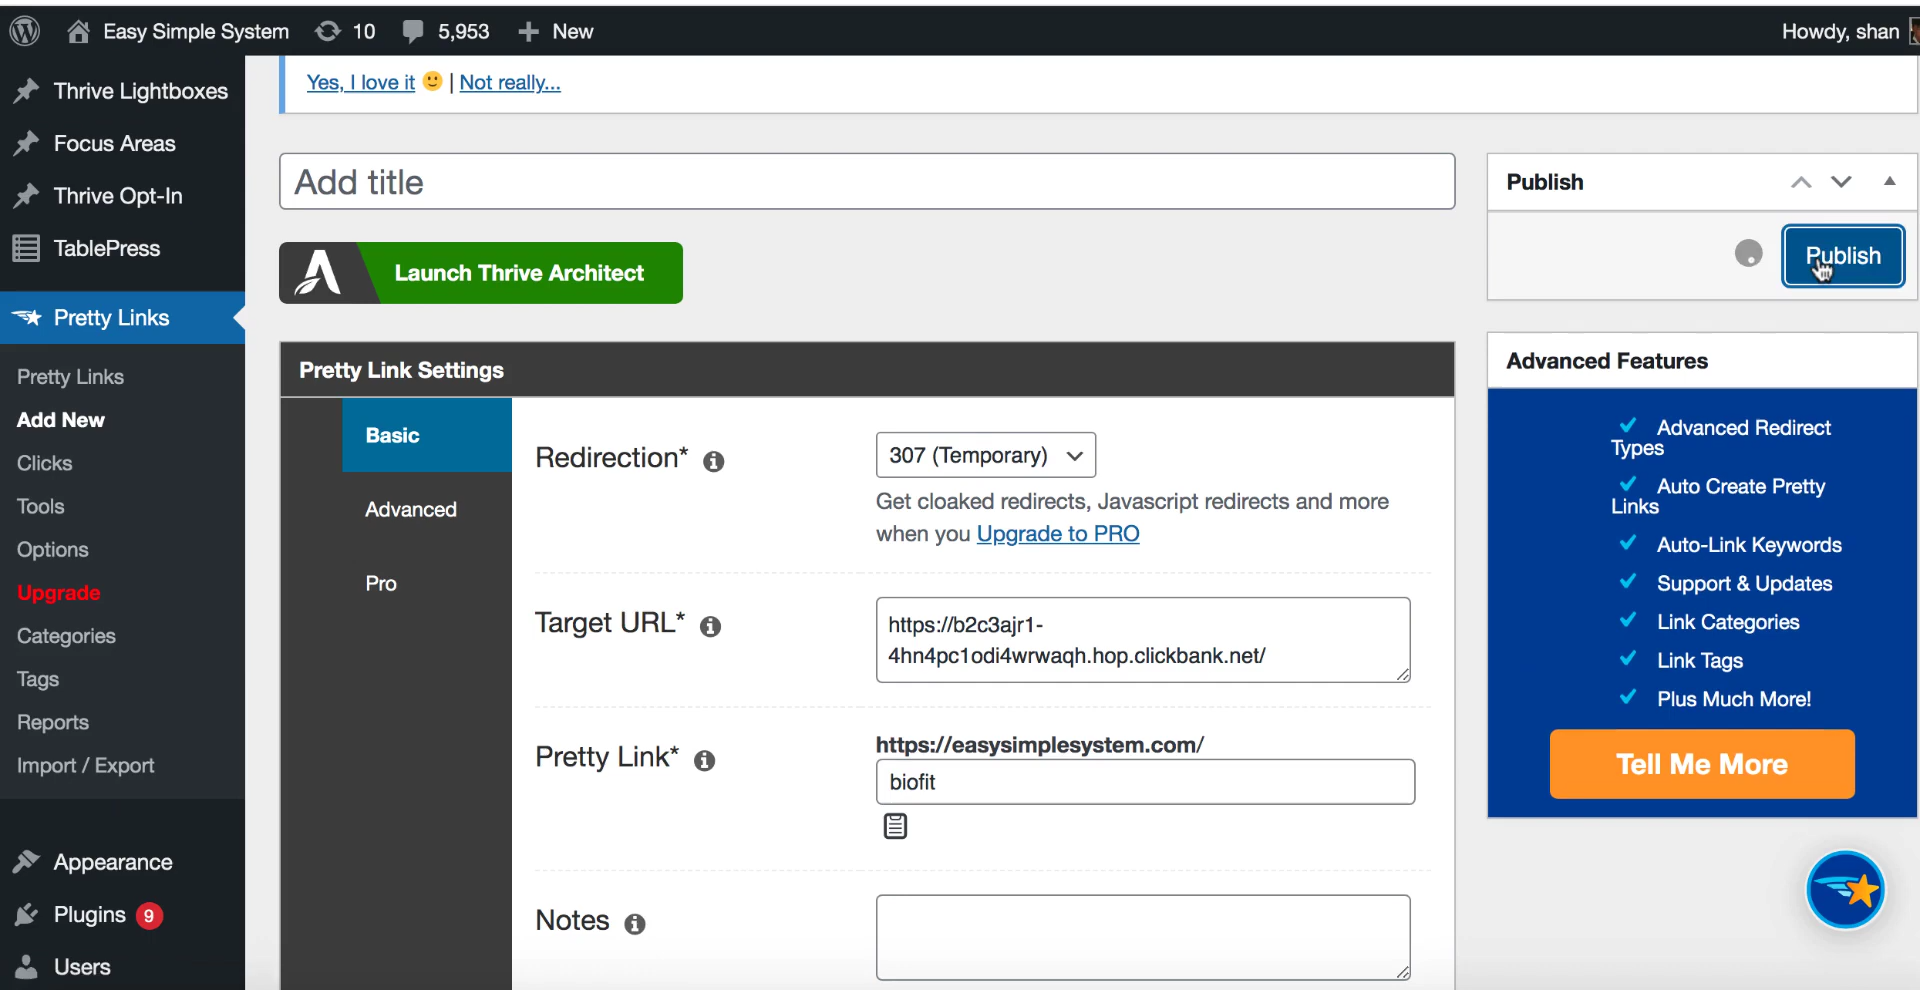 Easy Simple System
10
5,953
New
Howdy, shan
Thrive Lightboxes
Focus Areas
Thrive Opt-In
TablePress
Pretty Links
Pretty Links
Add New
Clicks
Tools
Options
Upgrade
Categories
Tags
Reports
Import / Export
Appearance
Plugins 9
Users
Yes, I love it | Not really...
Add title
Launch Thrive Architect
Pretty Link Settings
Basic
Advanced
Pro
Redirection*
307 (Temporary)
Get cloaked redirects, Javascript redirects and more
when you Upgrade to PRO
Target URL*
https://b2c3ajr1-
4hn4pc1odi4wrwaqh.hop.clickbank.net/
Pretty Link*
https://easysimplesystem.com/
biofit
Notes
Publish
Publish
Advanced Features
Advanced Redirect
Types
Auto Create Pretty
Links
Auto-Link Keywords
Support & Updates
Link Categories
Link Tags
Plus Much More!
Tell Me More